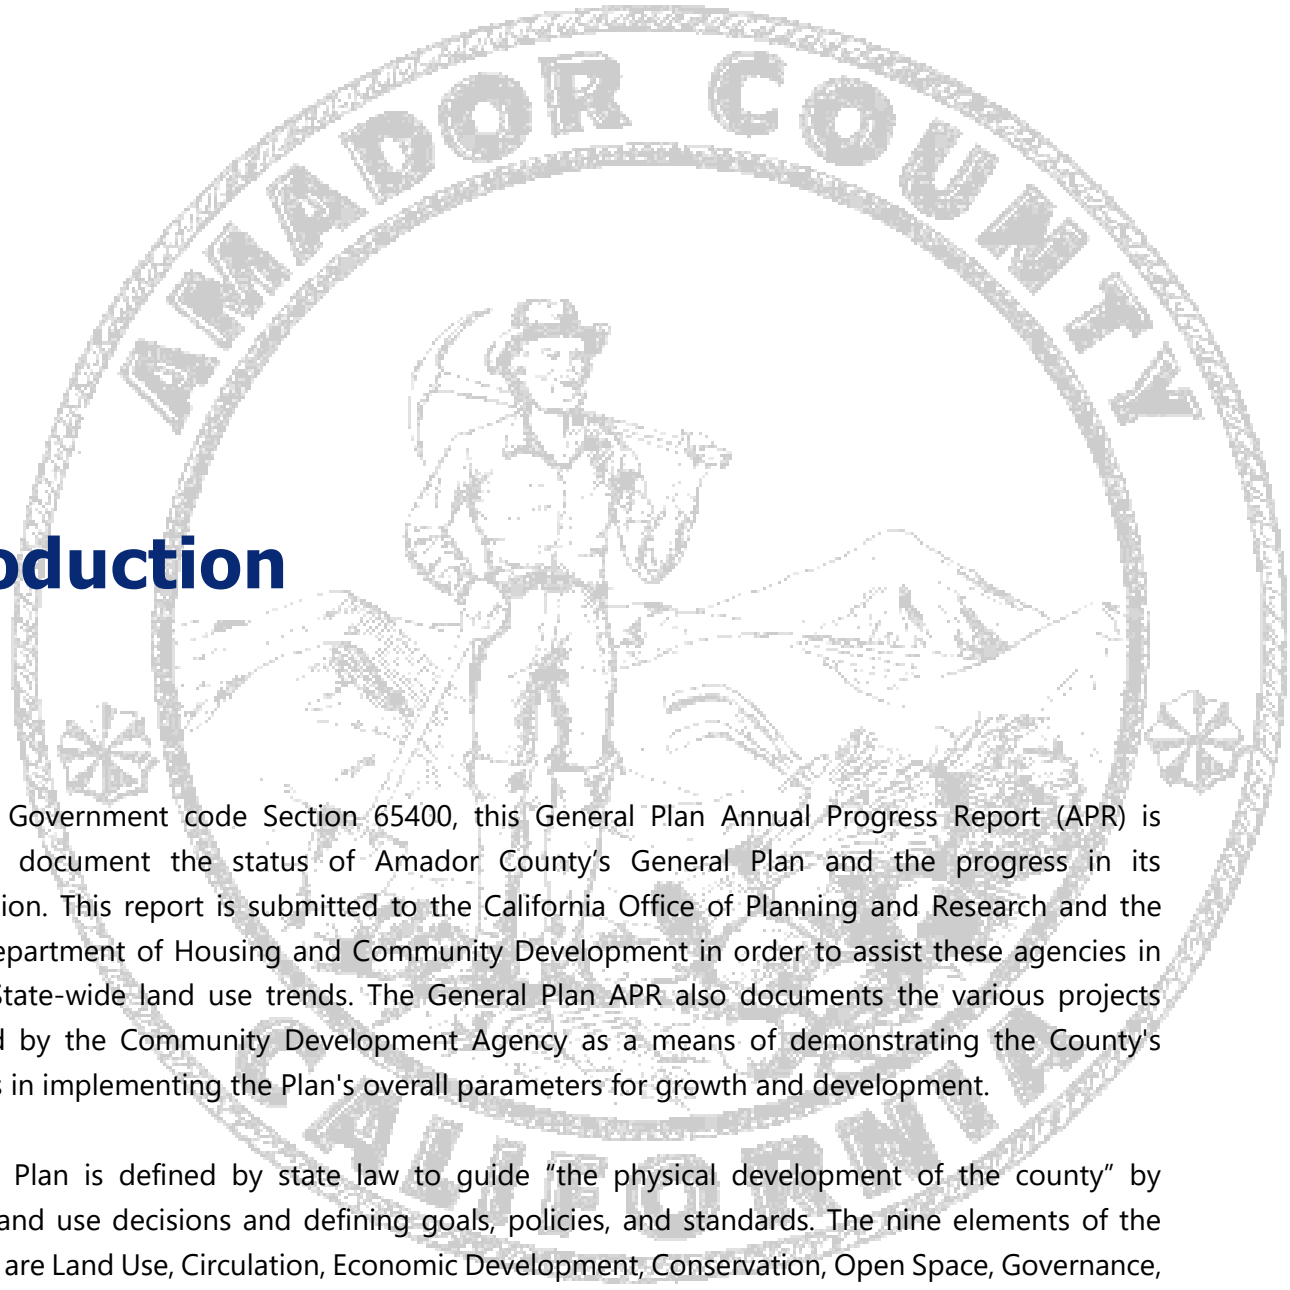 AMADOR COUNTY
oduction
Government code Section 65400, this General Plan Annual Progress Report (APR) is
document the status of Amador County’s General Plan and the progress in its
ion. This report is submitted to the California Office of Planning and Research and the
epartment of Housing and Community Development in order to assist these agencies in
State-wide land use trends. The General Plan APR also documents the various projects
d by the Community Development Agency as a means of demonstrating the County's
s in implementing the Plan's overall parameters for growth and development.
Plan is defined by state law to guide “the physical development of the county” by
and use decisions and defining goals, policies, and standards. The nine elements of the
are Land Use, Circulation, Economic Development, Conservation, Open Space, Governance,
CALIFORNIA